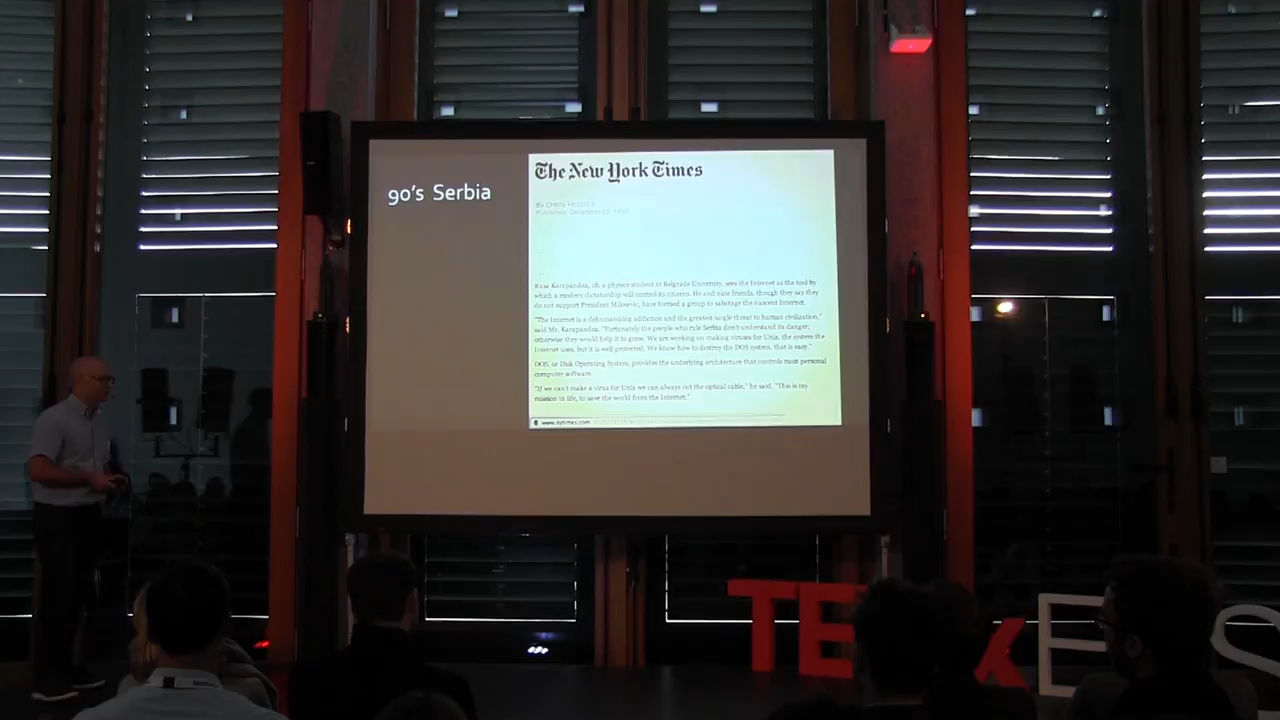 90's Serbia
The New York Times
By CHRIS HEDGES
Rasa Karapandza, 18, a physics student at Belgrade University, sees the Internet as the tool by
which a modern dictatorship will control its citizens. He and nine friends, though they say they
do not support President Milosevic, have formed a group to sabotage the nascent Internet.
"The Internet is a dehumanizing addiction and the greatest single threat to human civilization,"
said Mr. Karapandza. "Fortunately the people who rule Serbia don't understand its danger;
otherwise they would help it to grow. We are working on making viruses for Unix, the system the
Internet uses, but it is well protected. We know how to destroy the DOS system, that is easy."
DOS, or Disk Operating System, provides the underlying architecture that controls most personal
computer software.
"If we can't make a virus for Unix we can always cut the optical cable," he said. "This is my
mission in life, to save the world from the Internet."
www.nytimes.com
TE x E S